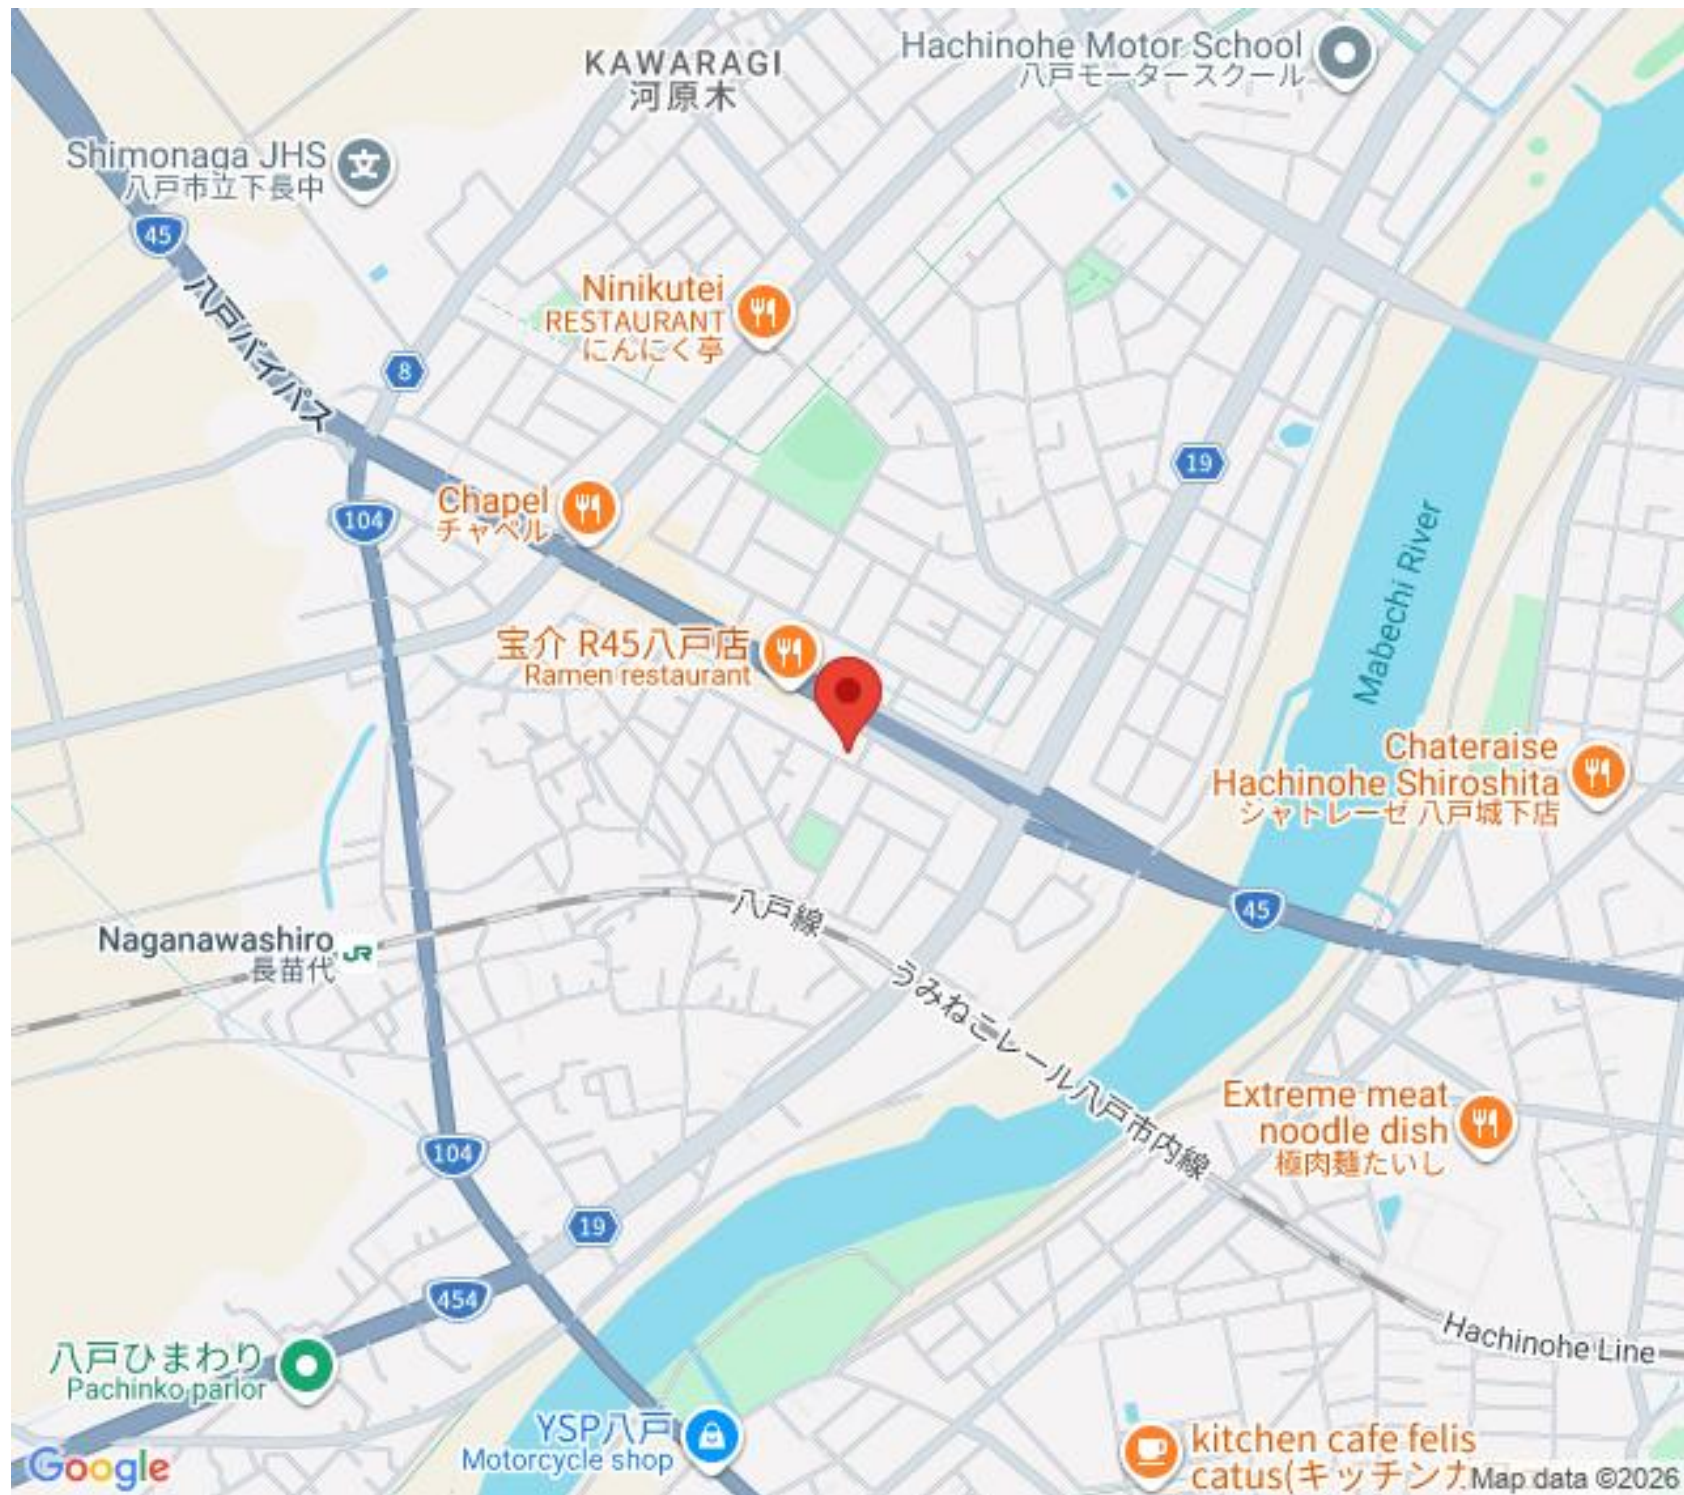 KAWARAGI
河原木
Hachinohe Motor School
八戸モータースクール
Shimonaga JHS
八戸市立下長中
45
八戸バイパス
Ninikutei
RESTAURANT
にんにく亭
8
19
Chapel
チャペル
104
Mabechi River
宝介 R45八戸店
Ramen restaurant
Chateraise
Hachinohe Shiroshita
シャトレーゼ 八戸城下店
45
八戸線
Naganawashiro
長苗代
JR
うみねこレール八戸市内線
Extreme meat
noodle dish
極肉麺たいし
104
19
454
Hachinohe Line
八戸ひまわり
Pachinko parlor
YSP八戸
Motorcycle shop
kitchen cafe felis
catus(キッチンカ
Google
Map data ©2026